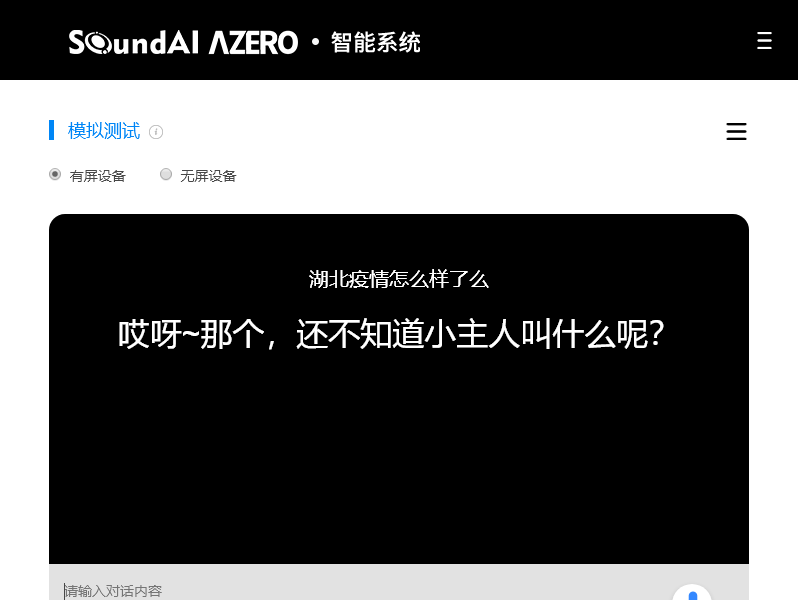 SoundAI AZERO • 智能系统
模拟测试
有屏设备 无屏设备
湖北疫情怎么样了么
哎呀~那个，还不知道小主人叫什么呢？
请输入对话内容